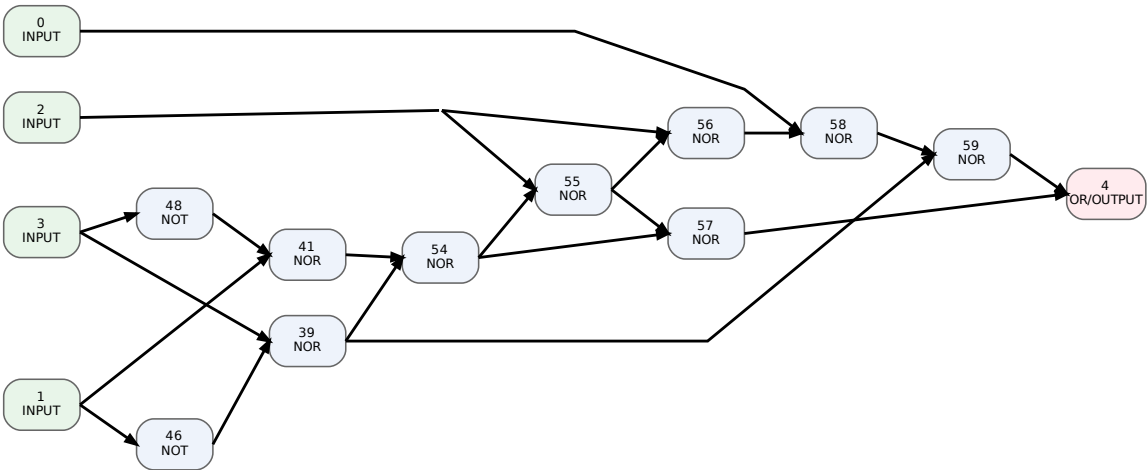 0
INPUT
2
INPUT
56
NOR
58
NOR
59
NOR
55
NOR
4
OR/OUTPUT
48
NOT
3
INPUT
57
NOR
41
NOR
54
NOR
39
NOR
1
INPUT
46
NOT